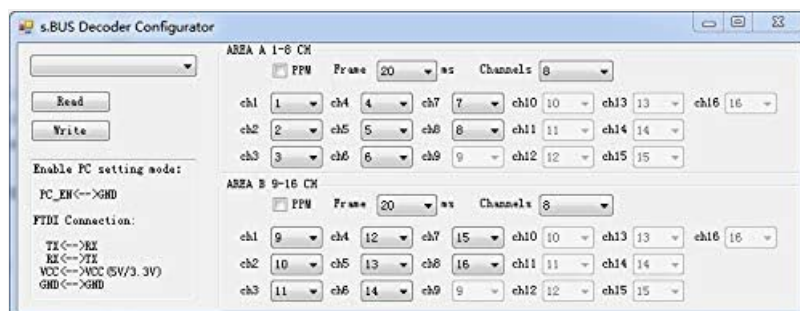 s.BUS Decoder Configurator
Read
Write
Enable PC setting mode:
PC_EN<-->GND
FTDI Connection:
TX<-->RX
RX<-->TX
VCC<-->VCC(5V/3.3V)
GND<-->GND
AREA A 1-8 CH
PPM Frame 20 ms Channels 8
ch1 1 ch4 4 ch7 7 ch10 10 ch13 13 ch16 16
ch2 2 ch5 5 ch8 8 ch11 11 ch14 14
ch3 3 ch6 6 ch9 9 ch12 12 ch15 15
AREA B 9-16 CH
PPM Frame 20 ms Channels 8
ch1 9 ch4 12 ch7 15 ch10 10 ch13 13 ch16 16
ch2 10 ch5 13 ch8 16 ch11 11 ch14 14
ch3 11 ch6 14 ch9 9 ch12 12 ch15 15